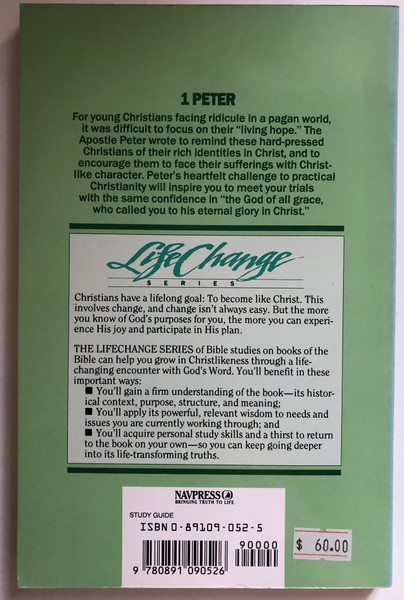 1 PETER
For young Christians facing ridicule in a pagan world,
it was difficult to focus on their "living hope." The
Apostle Peter wrote to remind these hard-pressed
Christians of their rich identities in Christ, and to
encourage them to face their sufferings with Christ-
like character. Peter's heartfelt challenge to practical
Christianity will inspire you to meet your trials
with the same confidence in "the God of all grace,
who called you to his eternal glory in Christ."
LifeChange
SERIES
Christians have a lifelong goal: To become like Christ. This
involves change, and change isn't always easy. But the more
you know of God's purposes for you, the more you can experi-
ence His joy and participate in His plan.
THE LIFECHANGE SERIES of Bible studies on books of the
Bible can help you grow in Christlikeness through a life-
changing encounter with God's Word. You'll benefit in these
important ways:
■ You'll gain a firm understanding of the book—its histor-
ical context, purpose, structure, and meaning;
■ You'll apply its powerful, relevant wisdom to needs and
issues you are currently working through; and
■ You'll acquire personal study skills and a thirst to return
to the book on your own—so you can keep going deeper
into its life-transforming truths.
NAVPRESS
BRINGING TRUTH TO LIFE
STUDY GUIDE
ISBN 0-89109-052-5
90000
9 780891 090526
$ 60.00